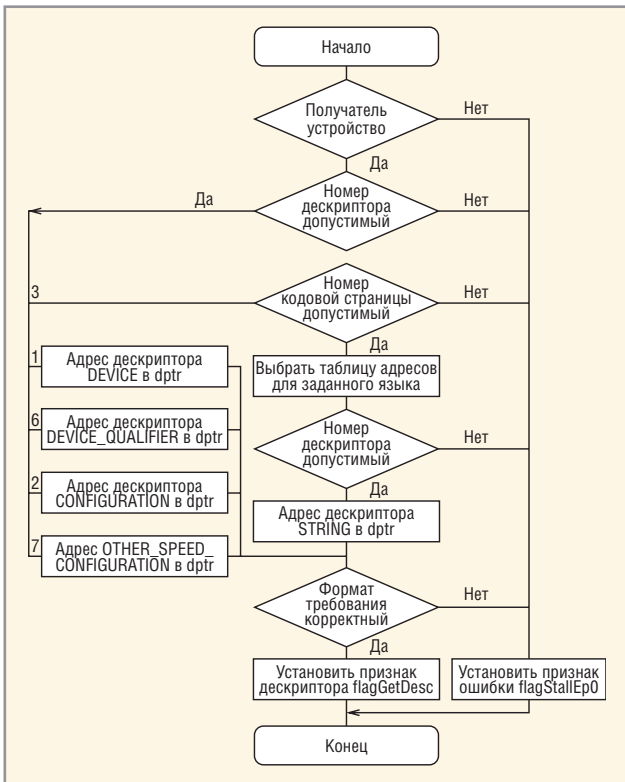 Начало
Получатель
устройство
Нет
Да
Да
Номер
дескриптора
допустимый
Нет
3
Номер
кодовой страницы
допустимый
Нет
Да
1
Адрес дескриптора
DEVICE в dptr
Выбрать таблицу адресов
для заданного языка
6
Адрес дескриптора
DEVICE_QUALIFIER в dptr
Номер
дескриптора
допустимый
Нет
2
Адрес дескриптора
CONFIGURATION в dptr
Да
Адрес дескриптора
STRING в dptr
7
Адрес OTHER_SPEED_
CONFIGURATION в dptr
Формат
требования
корректный
Нет
Да
Установить признак
дескриптора flagGetDesc
Установить признак
ошибки flagStallEp0
Конец